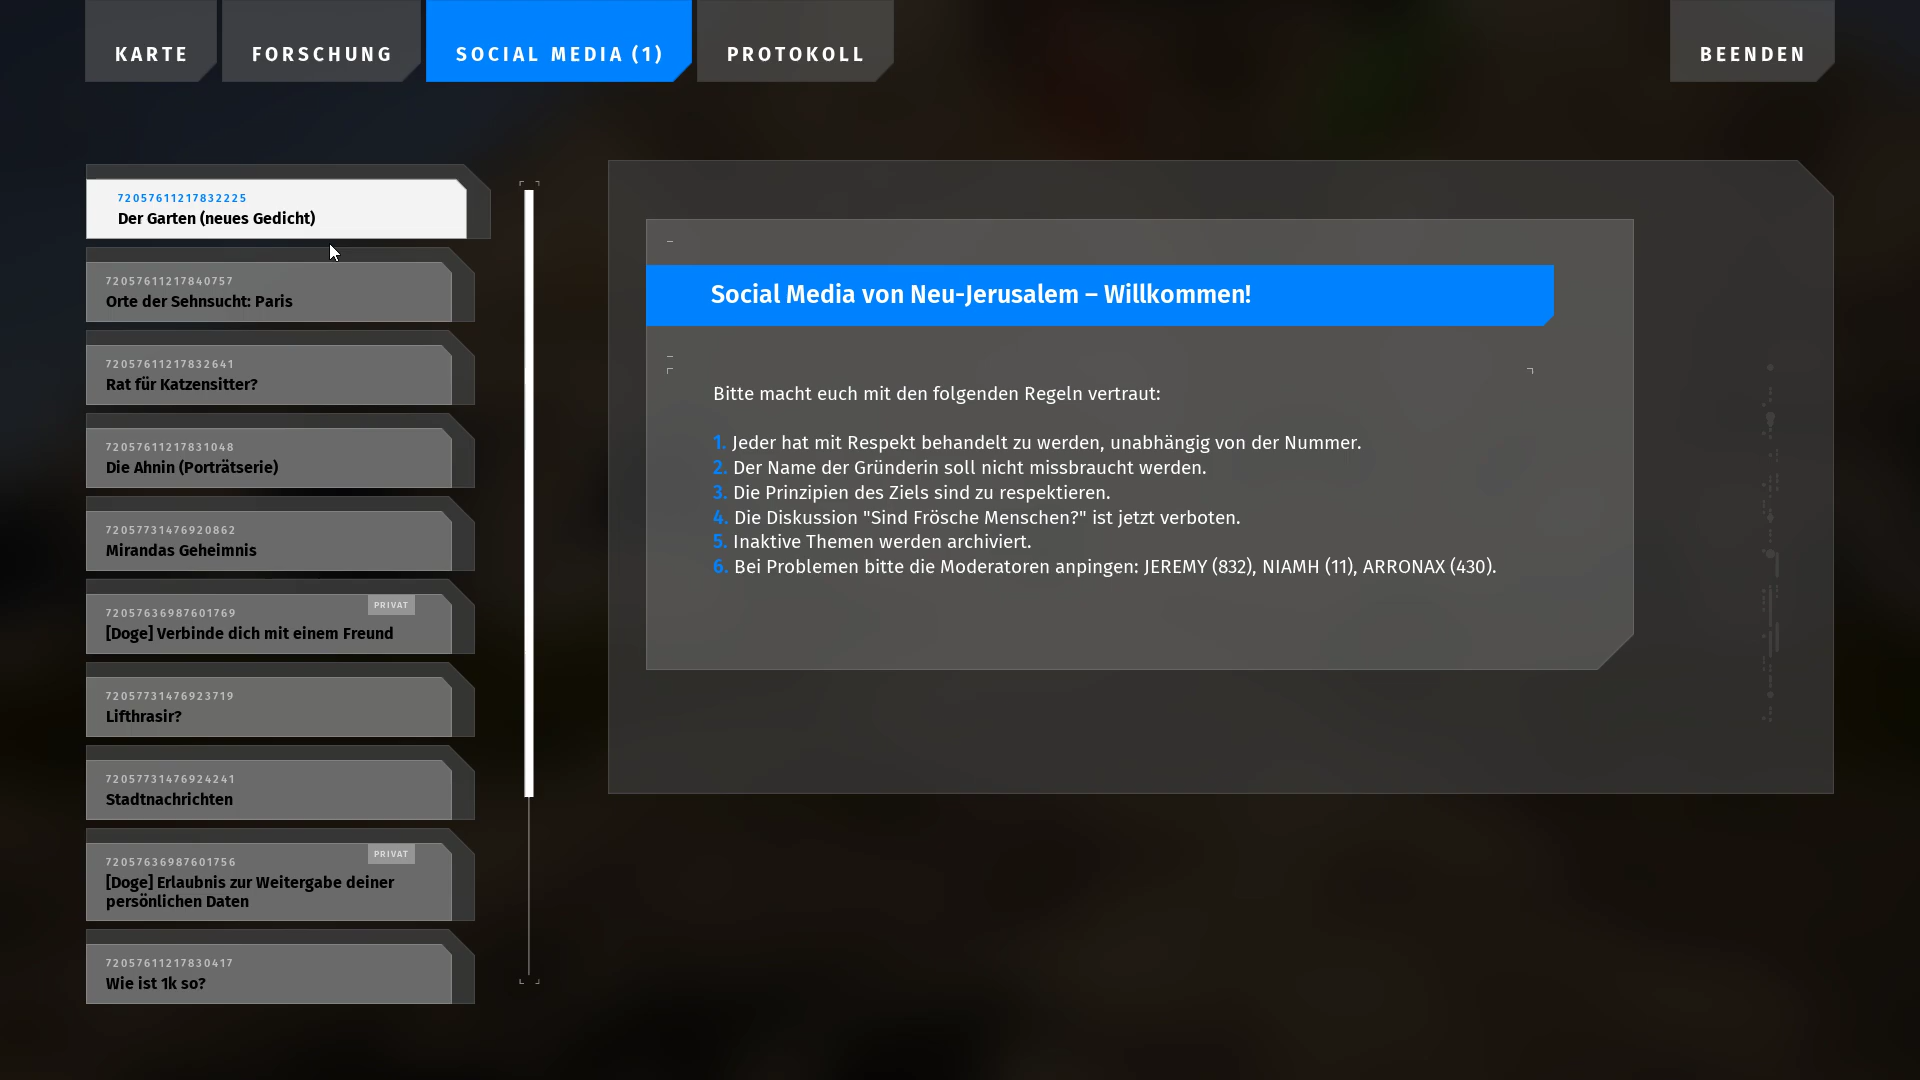 KARTE
FORSCHUNG
SOCIAL MEDIA (1)
PROTOKOLL
BEENDEN
72057611217832225
Der Garten (neues Gedicht)
72057611217840757
Orte der Sehnsucht: Paris
72057611217832641
Rat für Katzensitter?
72057611217831048
Die Ahnin (Porträtserie)
72057731476920862
Mirandas Geheimnis
PRIVAT
72057636987601769
[Doge] Verbinde dich mit einem Freund
72057731476923719
Lifthrasir?
72057731476924241
Stadtnachrichten
PRIVAT
72057636987601756
[Doge] Erlaubnis zur Weitergabe deiner
persönlichen Daten
72057611217830417
Wie ist 1k so?
Social Media von Neu-Jerusalem – Willkommen!
Bitte macht euch mit den folgenden Regeln vertraut:
1. Jeder hat mit Respekt behandelt zu werden, unabhängig von der Nummer.
2. Der Name der Gründerin soll nicht missbraucht werden.
3. Die Prinzipien des Ziels sind zu respektieren.
4. Die Diskussion "Sind Frösche Menschen?" ist jetzt verboten.
5. Inaktive Themen werden archiviert.
6. Bei Problemen bitte die Moderatoren anpingen: JEREMY (832), NIAMH (11), ARRONAX (430).